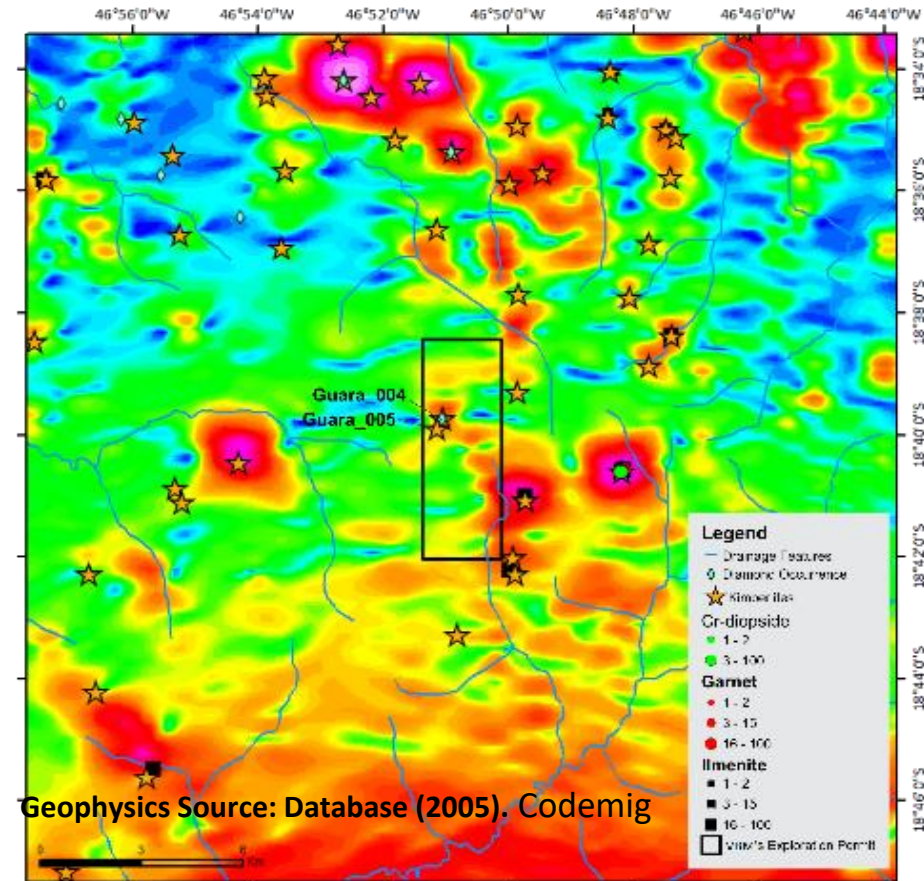 46°56'0"W 46°54'0"W 46°52'0"W 46°50'0"W 46°48'0"W 46°46'0"W 46°44'0"W
18°34'0"S
18°36'0"S
18°38'0"S
Guara_004
Guara_005
18°40'0"S
18°42'0"S
18°44'0"S
18°46'0"S
Legend
Drainage Features
Diamond Occurrence
Kimberlites
Cr-diopside
1 - 2
3 - 100
Garnet
1 - 2
3 - 15
16 - 100
Ilmenite
1 - 2
3 - 15
16 - 100
Exploration Permit
Geophysics Source: Database (2005). Codemig
0 3 6
Km